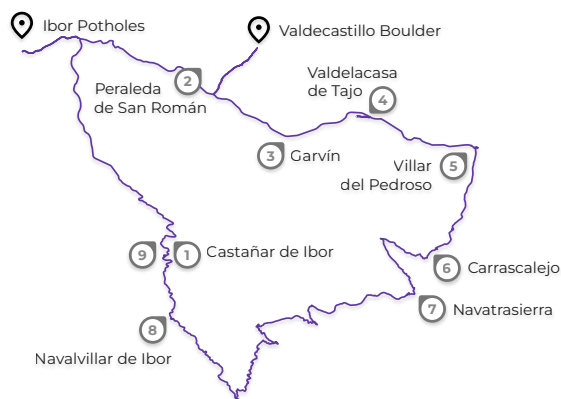 Ibor Potholes
Valdecastillo Boulder
Valdelacasa
de Tajo
2
Peraleda
de San Román
4
3
Garvín
Villar
del Pedroso
5
9
1
Castañar de Ibor
6
Carrascalejo
7
Navatrasierra
8
Navalvillar de Ibor